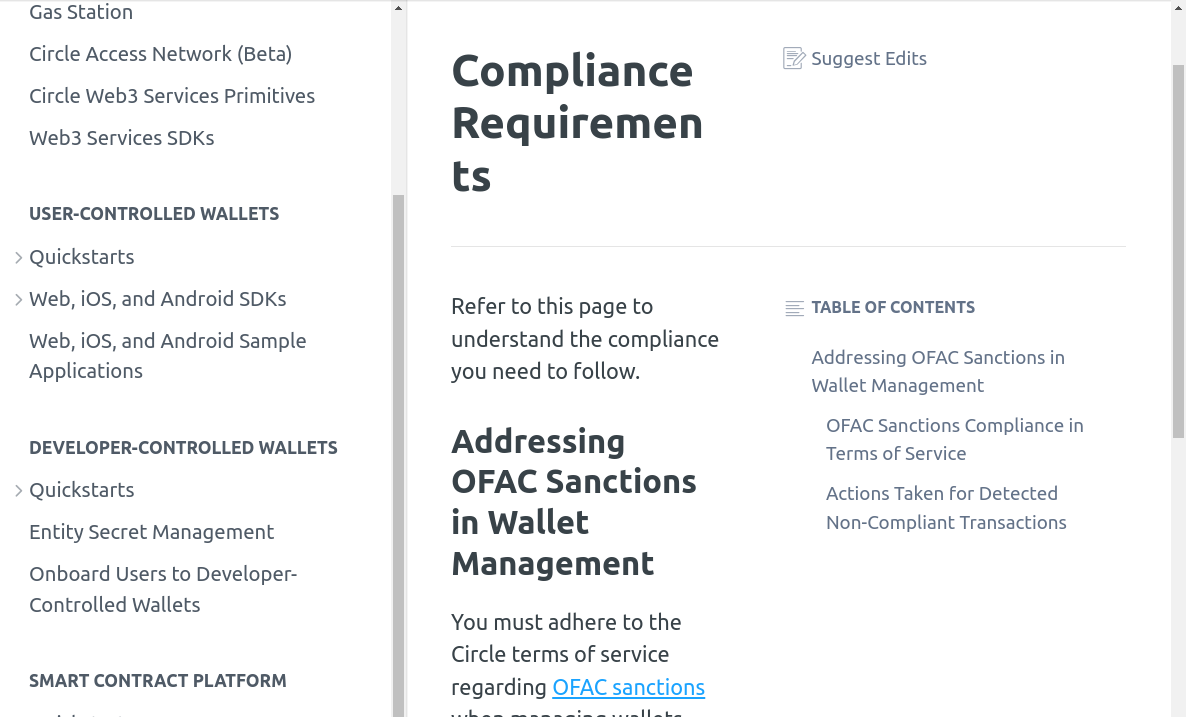 Gas Station
Circle Access Network (Beta)
Circle Web3 Services Primitives
Web3 Services SDKs
USER-CONTROLLED WALLETS
Quickstarts
Web, iOS, and Android SDKs
Web, iOS, and Android Sample
Applications
DEVELOPER-CONTROLLED WALLETS
Quickstarts
Entity Secret Management
Onboard Users to Developer-
Controlled Wallets
SMART CONTRACT PLATFORM
Compliance
Requiremen
ts
Suggest Edits
Refer to this page to
understand the compliance
you need to follow.
Addressing
OFAC Sanctions
in Wallet
Management
You must adhere to the
Circle terms of service
regarding OFAC sanctions
when managing wallets
TABLE OF CONTENTS
Addressing OFAC Sanctions in
Wallet Management
OFAC Sanctions Compliance in
Terms of Service
Actions Taken for Detected
Non-Compliant Transactions